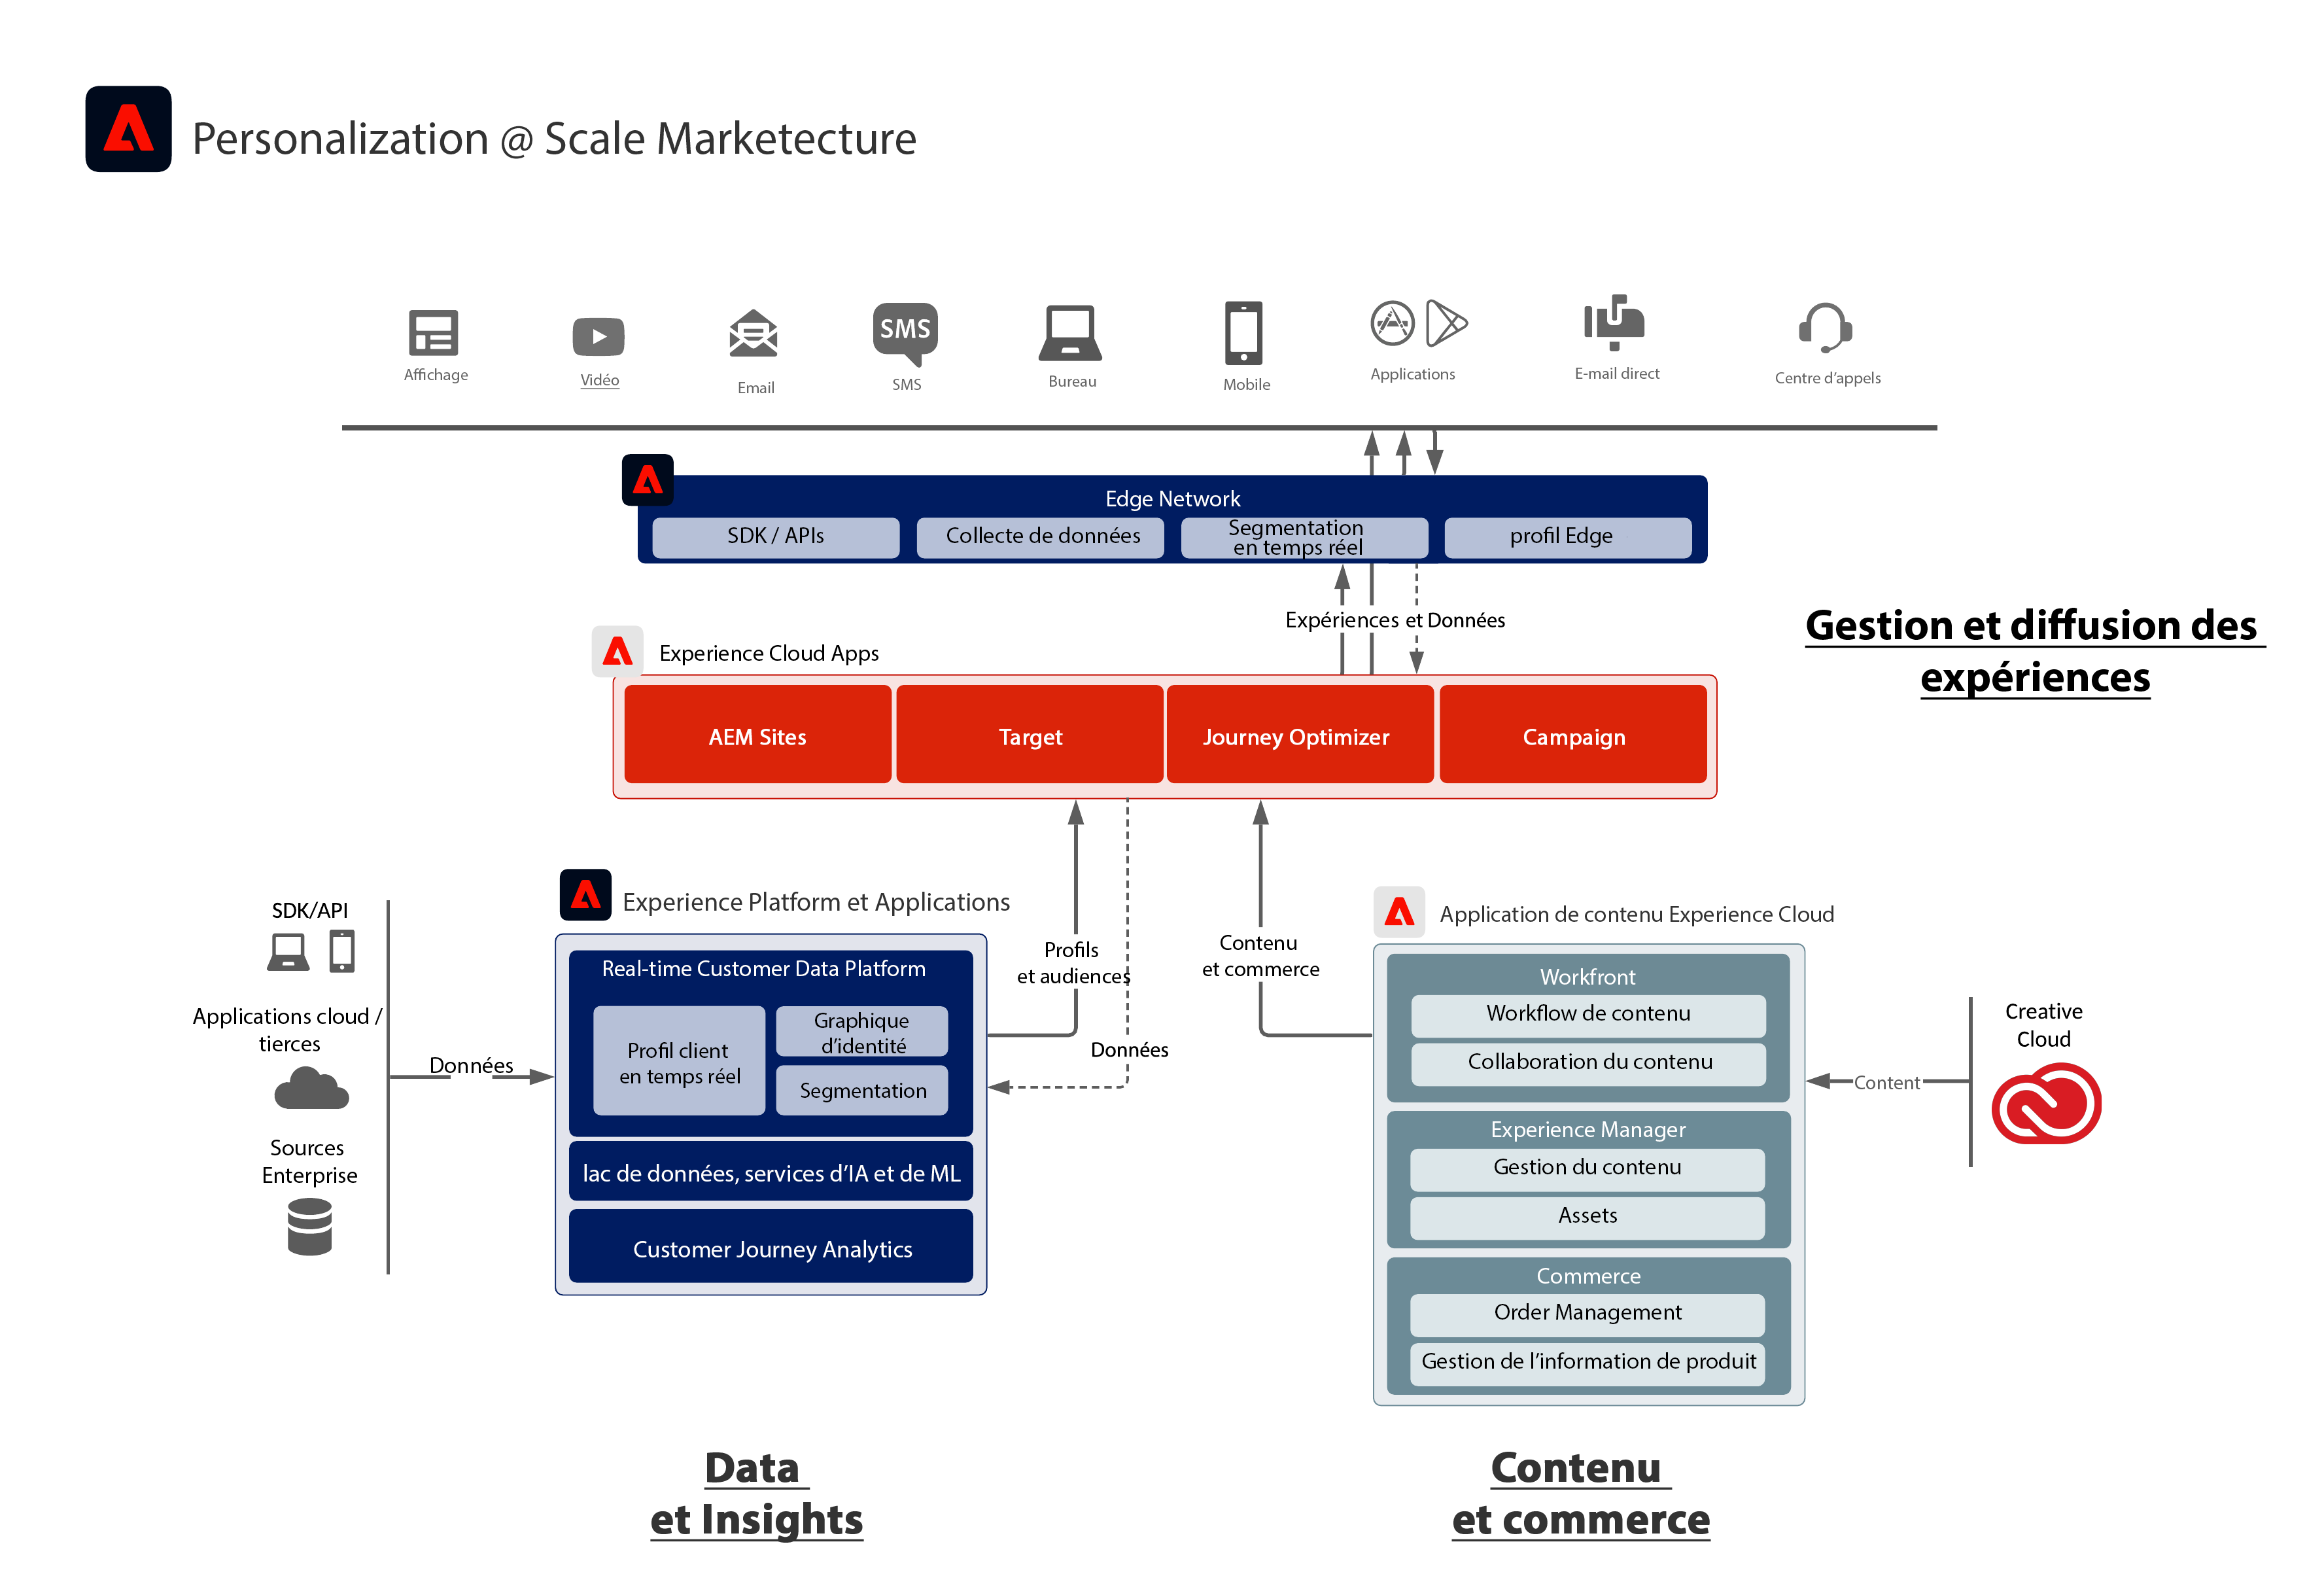 Personalization @ Scale Marketecture
SMS
Affichage
Vidéo
Email
SMS
Bureau
Mobile
Applications
E-mail direct
Centre d'appels
Edge Network
SDK / APIs
Collecte de données
Segmentation
en temps réel
profil Edge
Expériences et Données
Gestion et diffusion des
expériences
Experience Cloud Apps
AEM Sites
Target
Journey Optimizer
Campaign
SDK/API
Applications cloud /
tierces
Sources
Enterprise
Données
Experience Platform et Applications
Real-time Customer Data Platform
Profil client
en temps réel
Graphique
d'identité
Segmentation
lac de données, services d'IA et de ML
Customer Journey Analytics
Profils
et audiences
Données
Contenu
et commerce
Application de contenu Experience Cloud
Workfront
Workflow de contenu
Collaboration du contenu
Experience Manager
Gestion du contenu
Assets
Commerce
Order Management
Gestion de l'information de produit
Content
Creative
Cloud
Data
et Insights
Contenu
et commerce